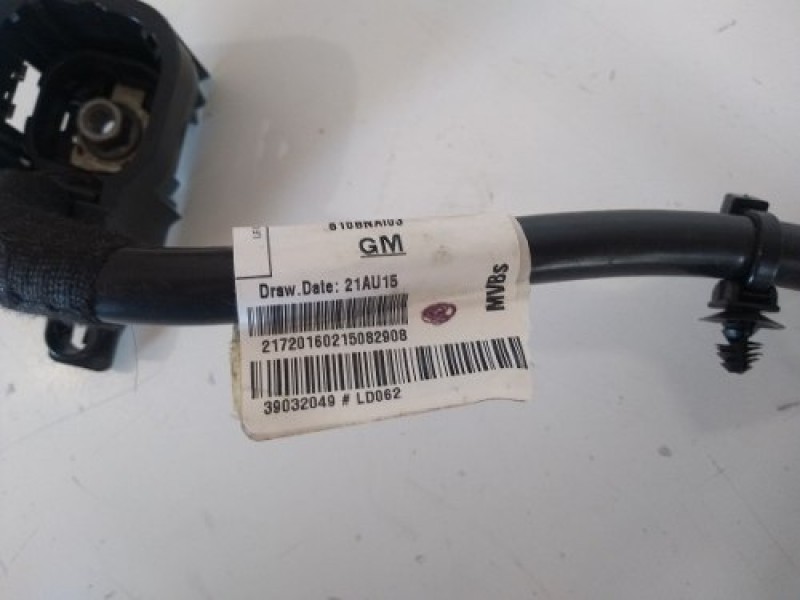 GM
Draw.Date: 21AU15
MVBs
21720160215082908
39032049 # LD062